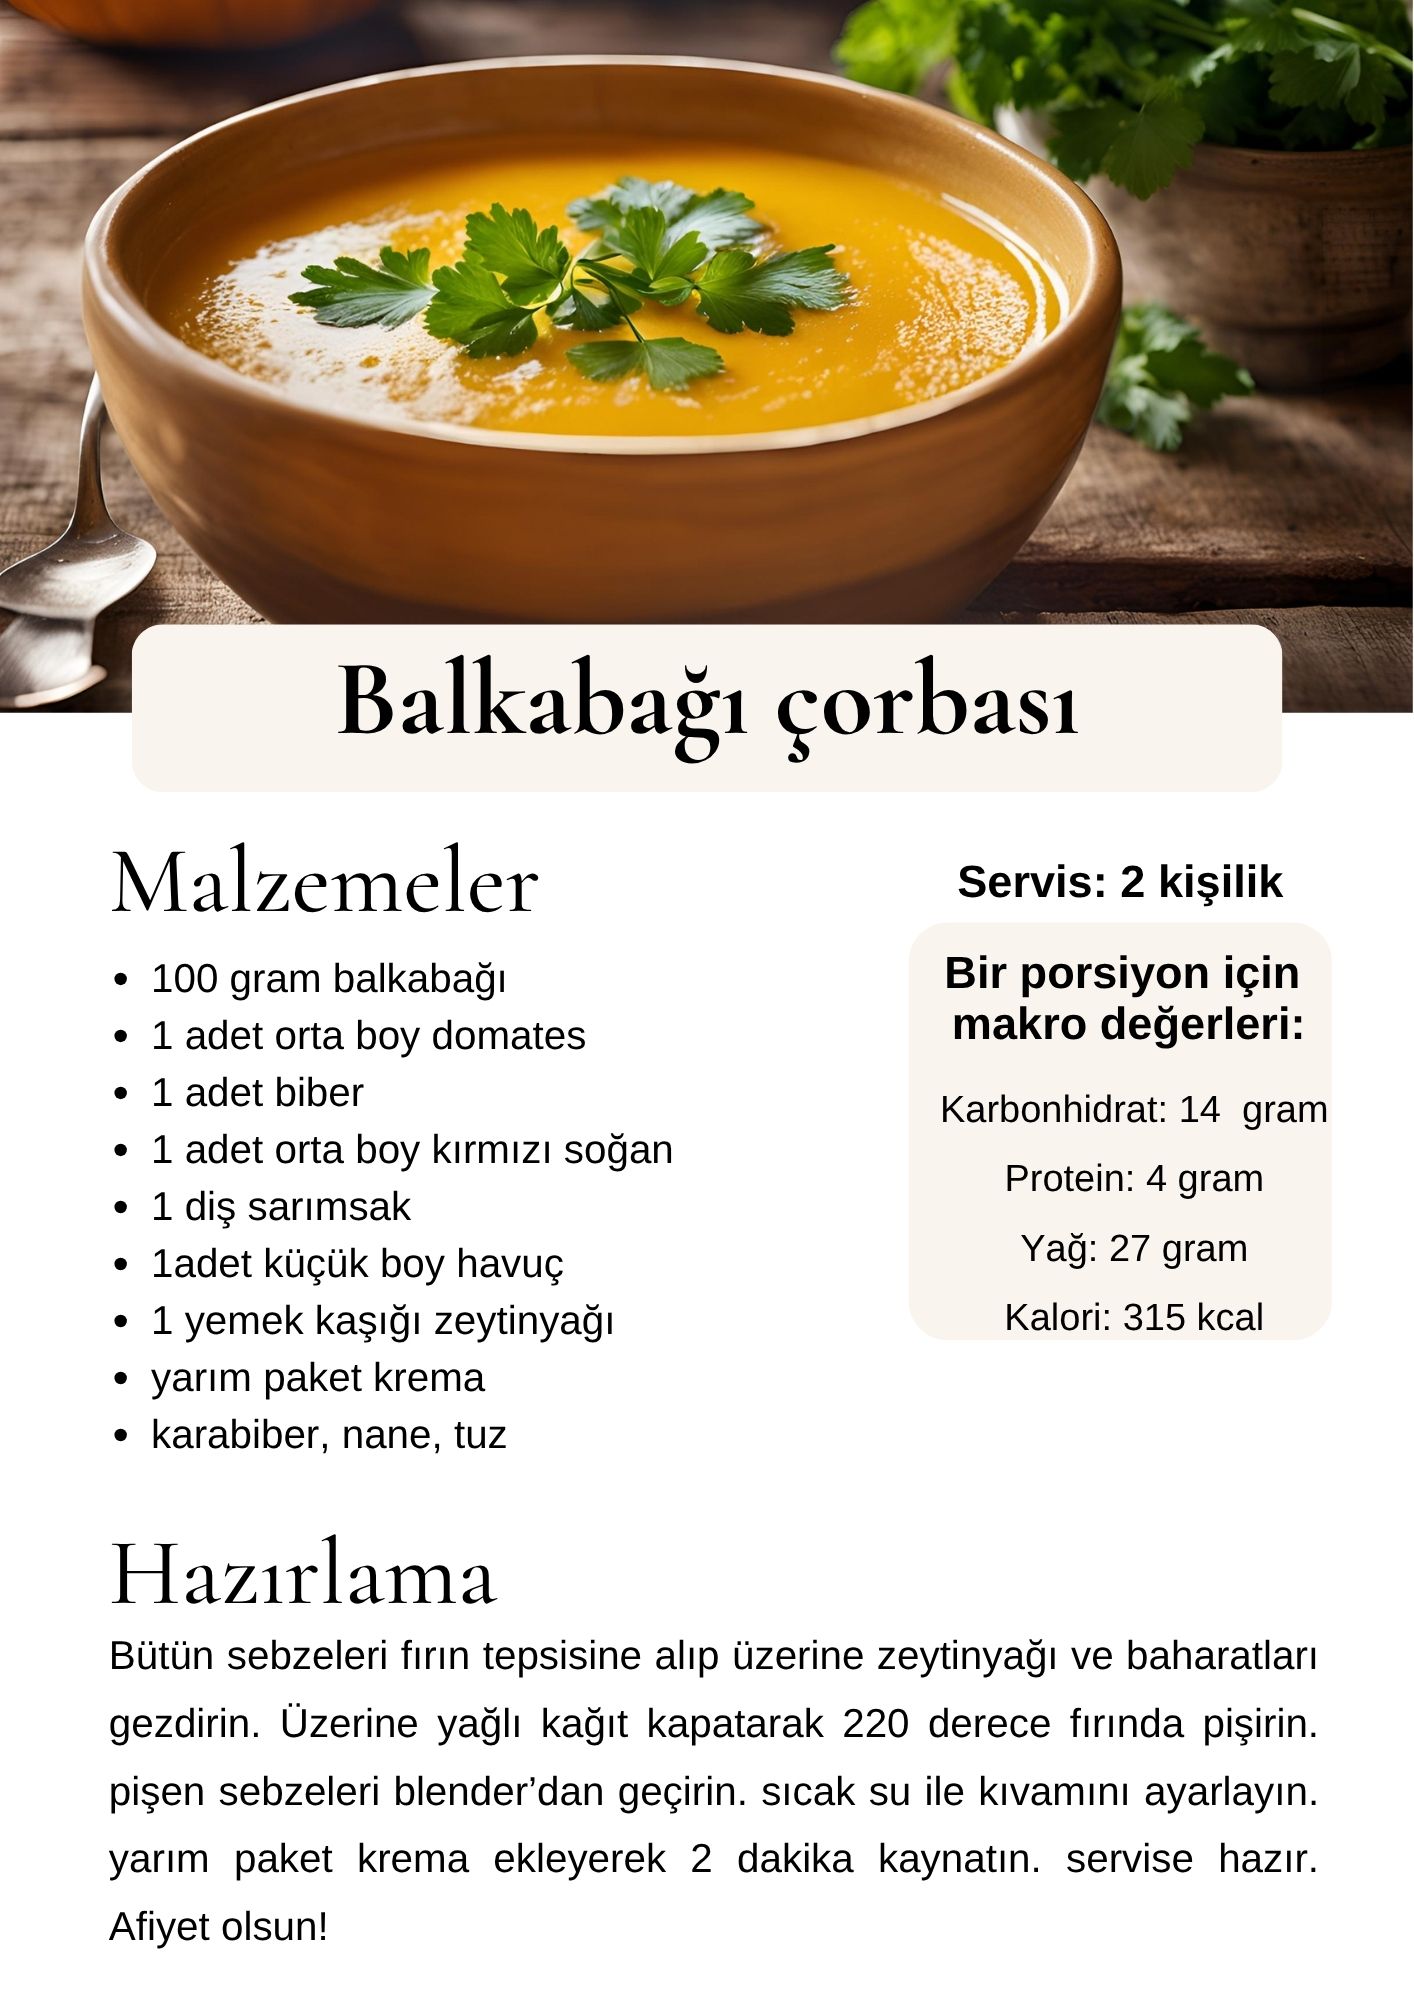 Balkabağı çorbası
Malzemeler
• 100 gram balkabağı
• 1 adet orta boy domates
• 1 adet biber
• 1 adet orta boy kırmızı soğan
• 1 diş sarımsak
• 1adet küçük boy havuç
• 1 yemek kaşığı zeytinyağı
• yarım paket krema
• karabiber, nane, tuz
Servis: 2 kişilik
Bir porsiyon için
makro değerleri:
Karbonhidrat: 14  gram
Protein: 4 gram
Yağ: 27 gram
Kalori: 315 kcal
Hazırlama
Bütün sebzeleri fırın tepsisine alıp üzerine zeytinyağı ve baharatları
gezdirin. Üzerine yağlı kağıt kapatarak 220 derece fırında pişirin.
pişen sebzeleri blender’dan geçirin. sıcak su ile kıvamını ayarlayın.
yarım paket krema ekleyerek 2 dakika kaynatın. servise hazır.
Afiyet olsun!